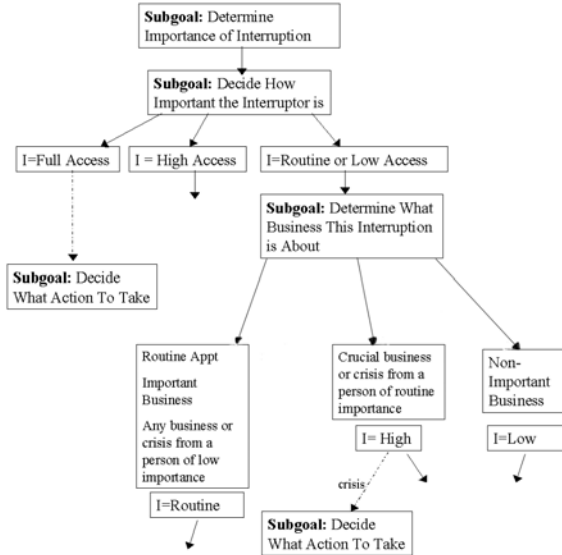 Subgoal: Determine
Importance of Interruption
Subgoal: Decide How
Important the Interruptor is
I=Full Access
I = High Access
I=Routine or Low Access
Subgoal: Determine What
Business This Interruption
is About
Subgoal: Decide
What Action To Take
Routine Appt
Important
Business
Any business or
crisis from a
person of low
importance
I=Routine
Crucial business
or crisis from a
person of routine
importance
I= High
Non-
Important
Business
I=Low
crisis
Subgoal: Decide
What Action To Take